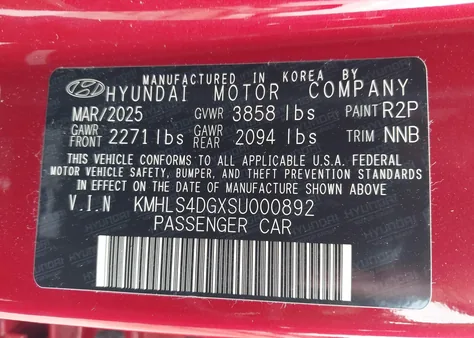 MANUFACTURED IN KOREA BY
HYUNDAI MOTOR COMPANY
MAR/2025 GVWR 3858 lbs PAINT R2P
GAWR FRONT 2271 lbs GAWR REAR 2094 lbs TRIM NNB
THIS VEHICLE CONFORMS TO ALL APPLICABLE U.S.A. FEDERAL
MOTOR VEHICLE SAFETY, BUMPER, AND THEFT PREVENTION STANDARDS
IN EFFECT ON THE DATE OF MANUFACTURE SHOWN ABOVE
V.I.N KMHLS4DGXSU000892
PASSENGER CAR